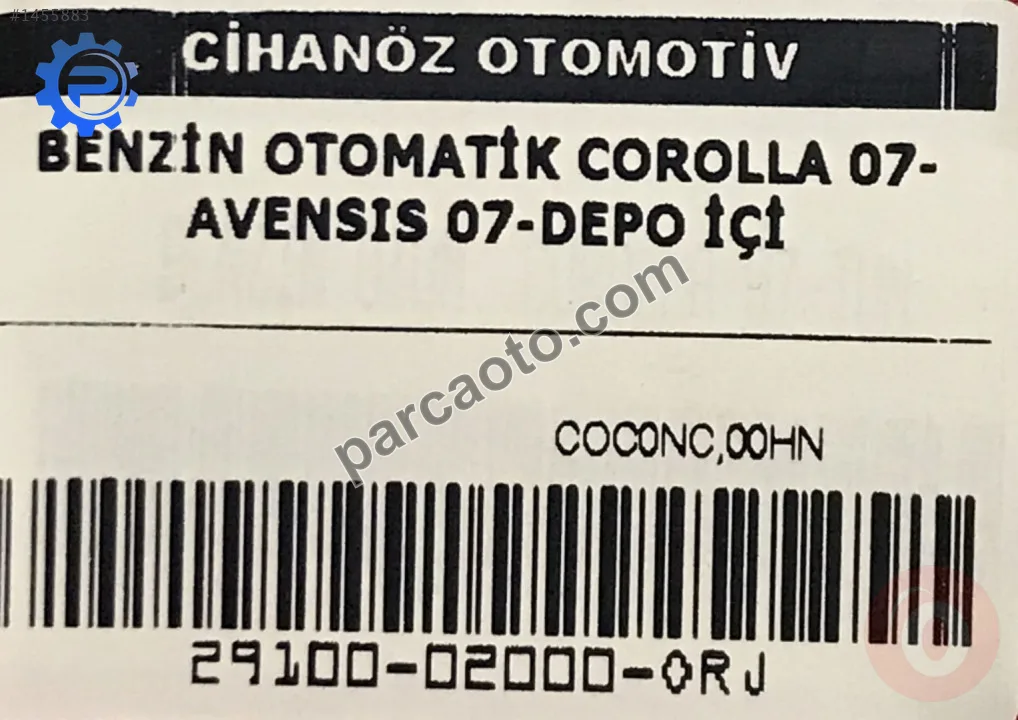 #1455883
CİHANÖZ OTOMOTİV
BENZİN OTOMATİK COROLLA 07-
AVENSIS 07-DEPO İÇİ
parcaoto.com
COC0NC,00HN
29100-02000-0RJ